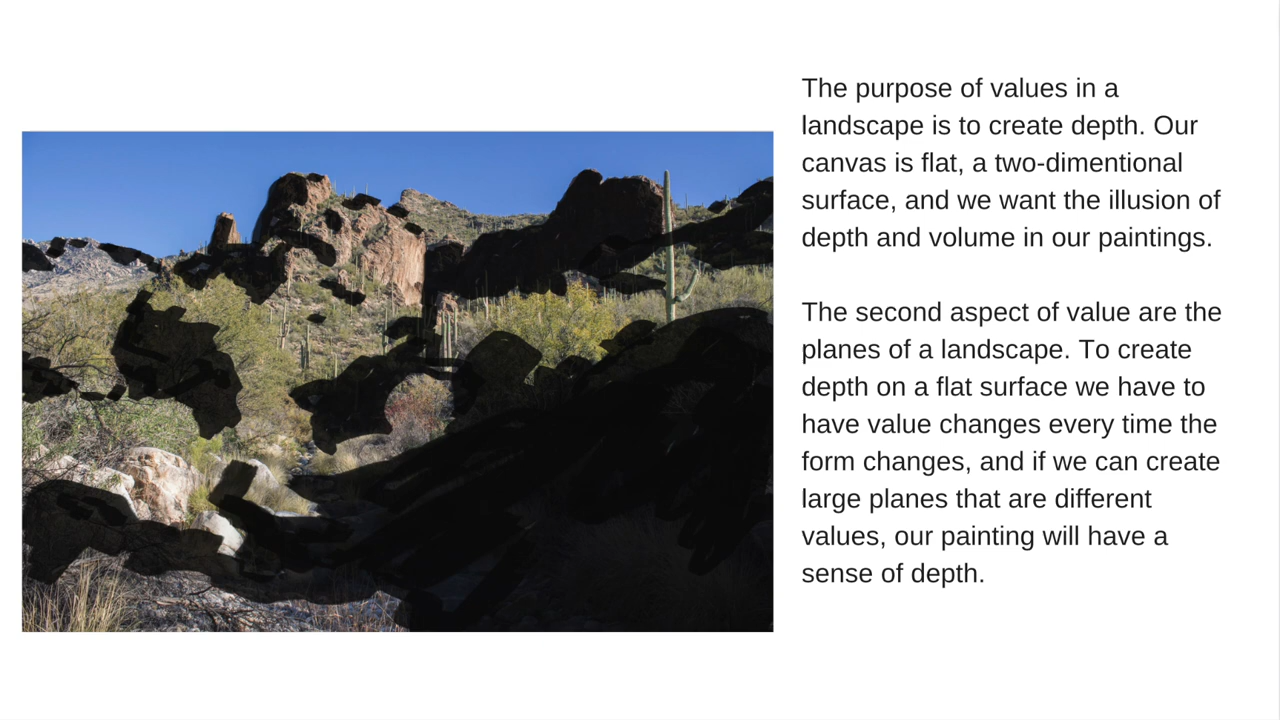 The purpose of values in a
landscape is to create depth. Our
canvas is flat, a two-dimentional
surface, and we want the illusion of
depth and volume in our paintings.
The second aspect of value are the
planes of a landscape. To create
depth on a flat surface we have to
have value changes every time the
form changes, and if we can create
large planes that are different
values, our painting will have a
sense of depth.